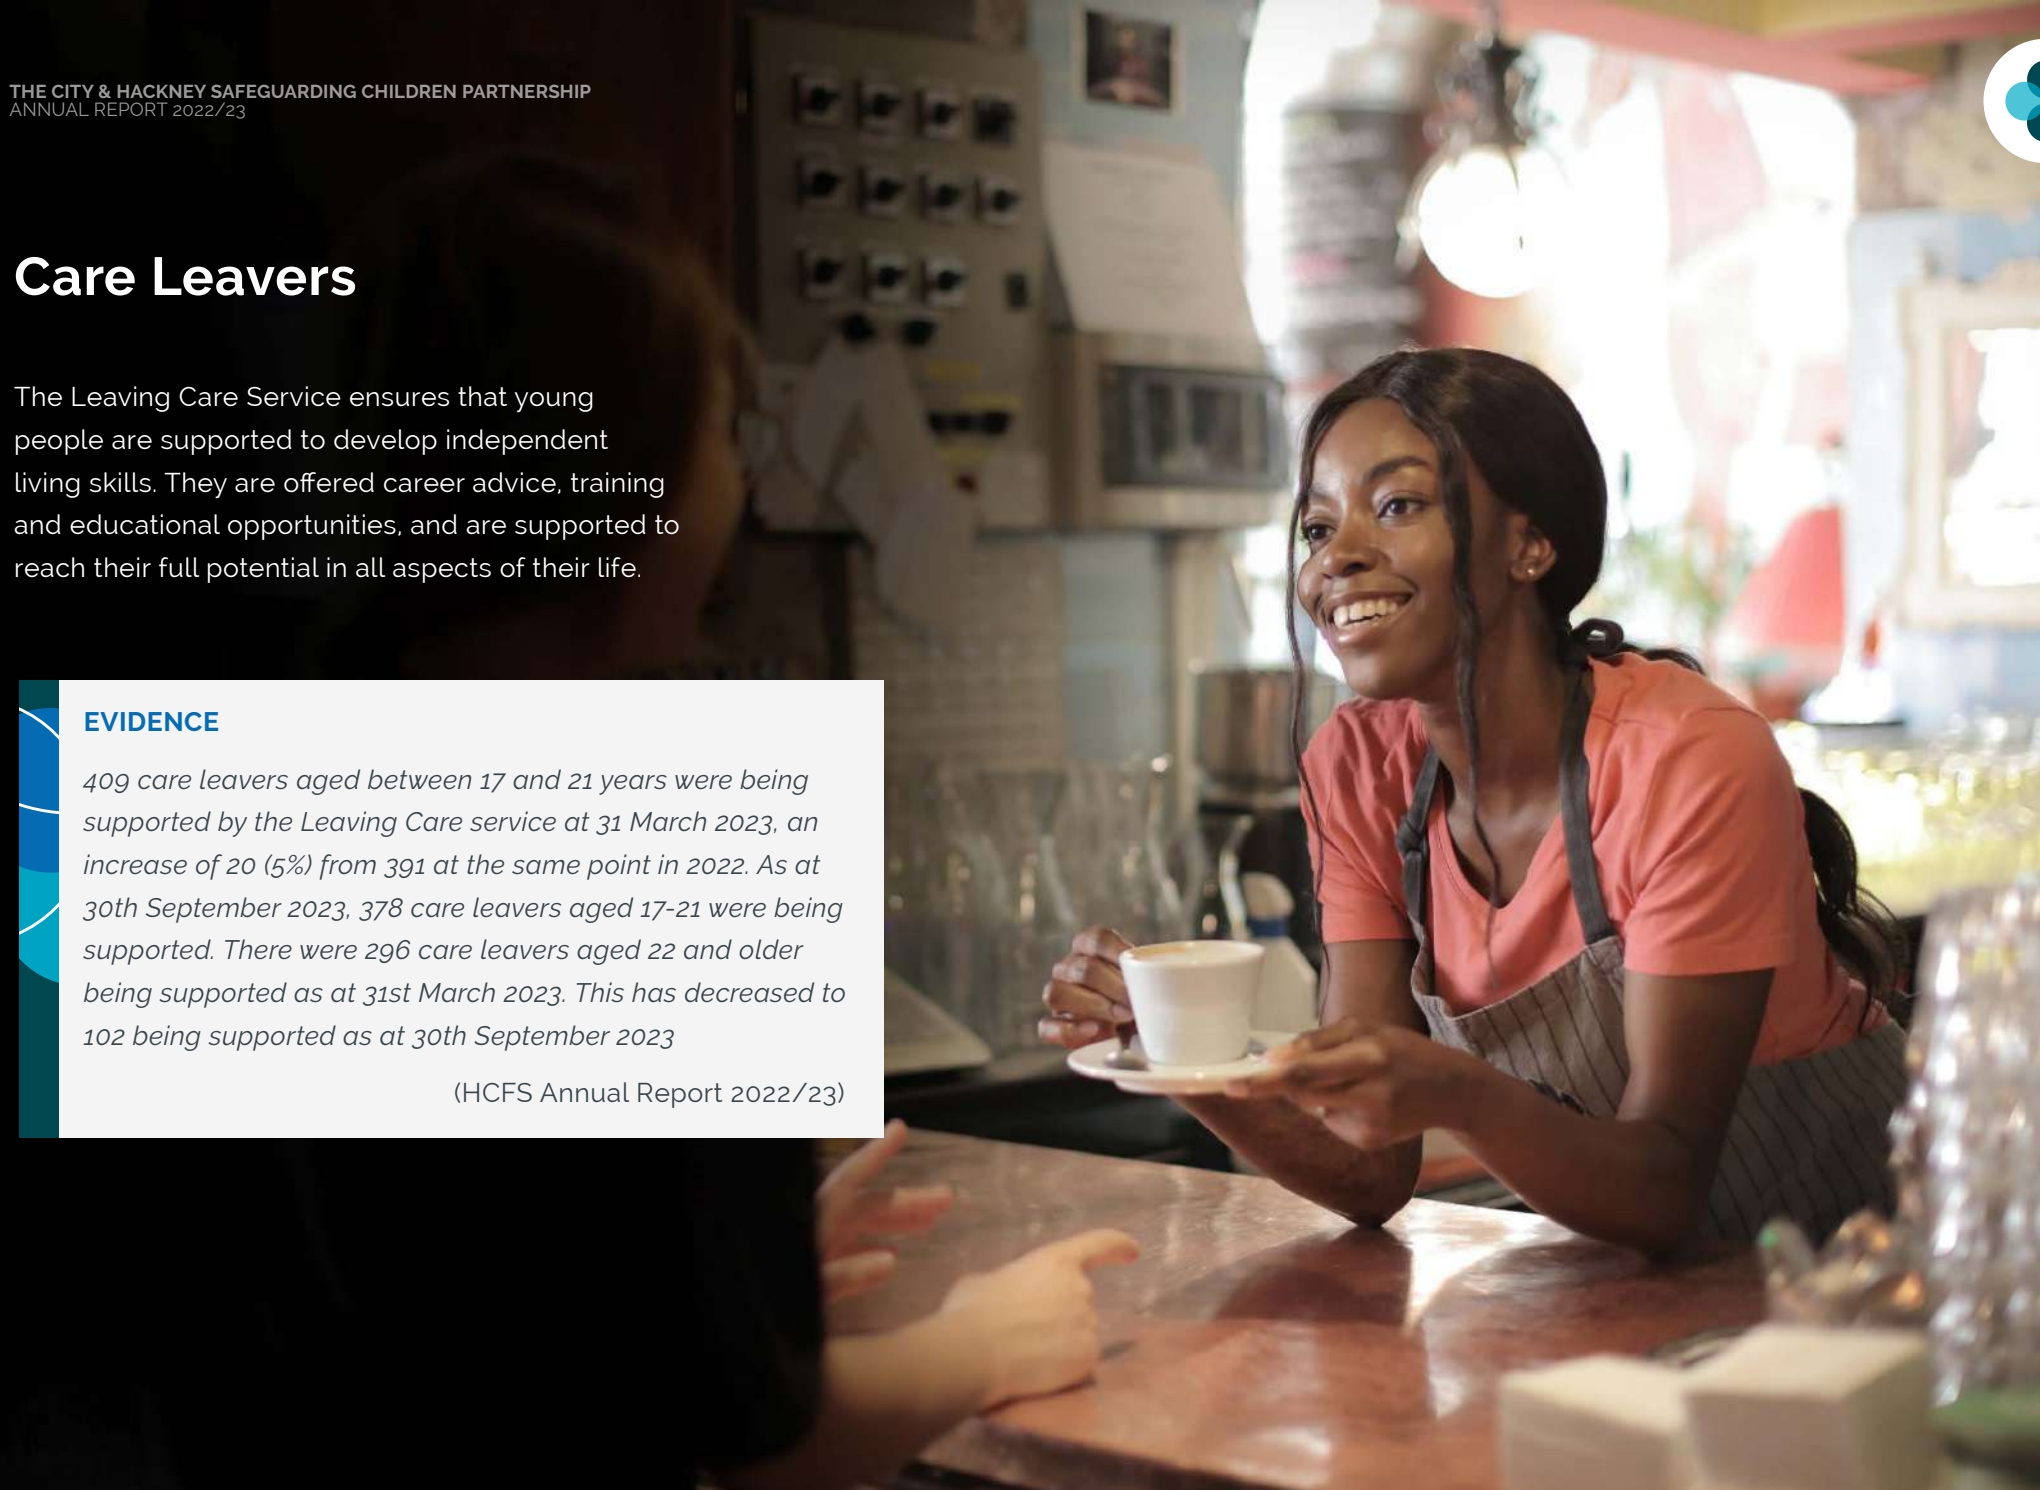 THE CITY & HACKNEY SAFEGUARDING CHILDREN PARTNERSHIP
ANNUAL REPORT 2022/23
Care Leavers
The Leaving Care Service ensures that young
people are supported to develop independent
living skills. They are offered career advice, training
and educational opportunities, and are supported to
reach their full potential in all aspects of their life.
EVIDENCE
409 care leavers aged between 17 and 21 years were being
supported by the Leaving Care service at 31 March 2023, an
increase of 20 (5%) from 391 at the same point in 2022. As at
30th September 2023, 378 care leavers aged 17-21 were being
supported. There were 296 care leavers aged 22 and older
being supported as at 31st March 2023. This has decreased to
102 being supported as at 30th September 2023
(HCFS Annual Report 2022/23)